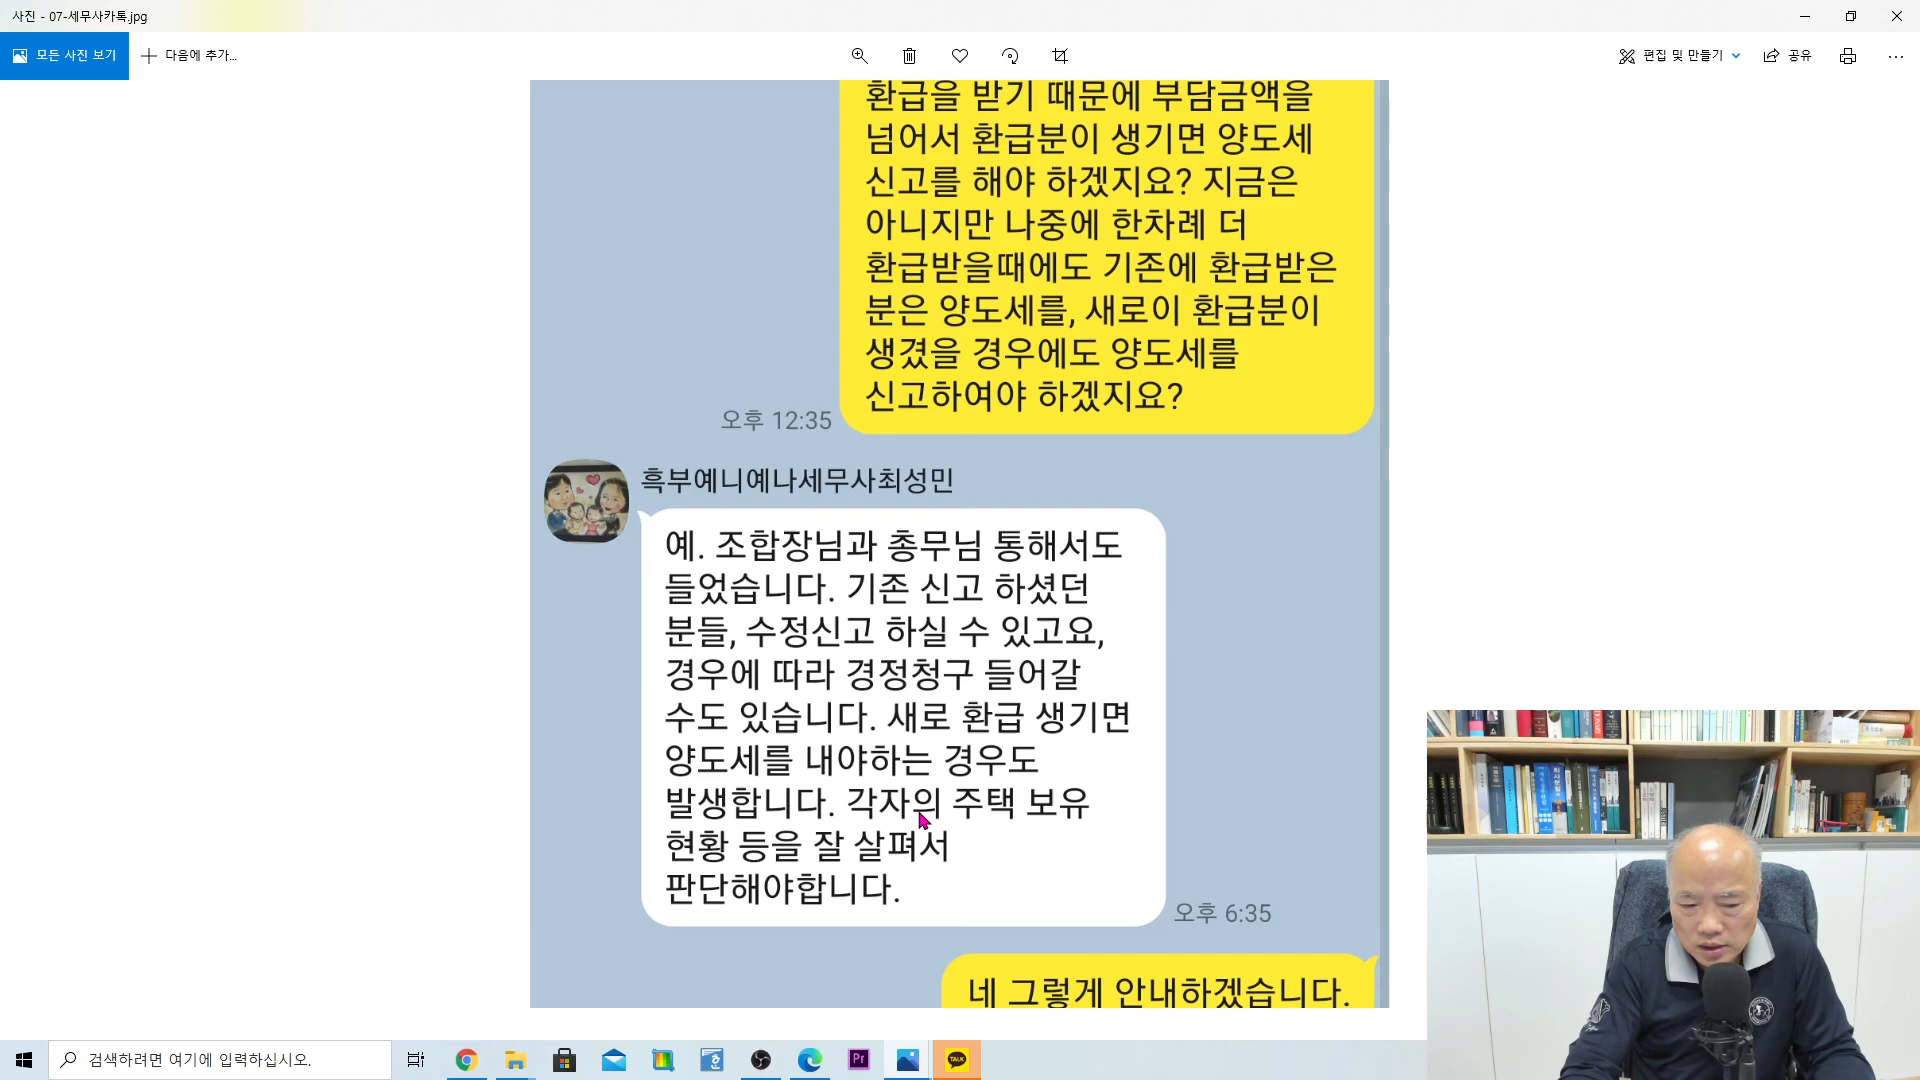 사진 - 07-세무사카톡.jpg
모든 사진 보기
다음에 추가...
편집 및 만들기
공유
환급을 받기 때문에 부담금액을
넘어서 환급분이 생기면 양도세
신고를 해야 하겠지요? 지금은
아니지만 나중에 한차례 더
환급받을때에도 기존에 환급받은
분은 양도세를, 새로이 환급분이
생겼을 경우에도 양도세를
신고하여야 하겠지요?
오후 12:35
흑부예니예나세무사최성민
예. 조합장님과 총무님 통해서도
들었습니다. 기존 신고 하셨던
분들, 수정신고 하실 수 있고요,
경우에 따라 경정청구 들어갈
수도 있습니다. 새로 환급 생기면
양도세를 내야하는 경우도
발생합니다. 각자의 주택 보유
현황 등을 잘 살펴서
판단해야합니다.
오후 6:35
네 그렇게 안내하겠습니다.
검색하려면 여기에 입력하십시오.
Pr
TALK